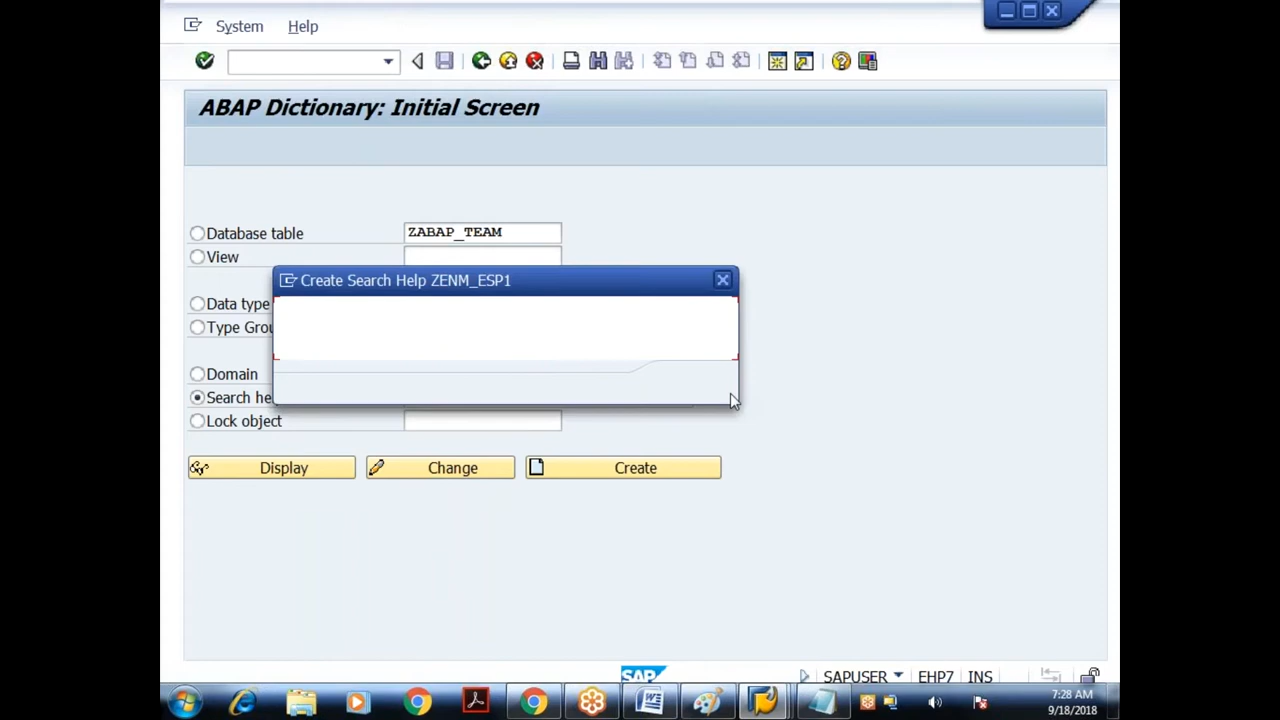 System Help
ABAP Dictionary: Initial Screen
Database table ZABAP_TEAM
View
Create Search Help ZENM_ESP1
Data type
Type Grou
Domain
Search he
Lock object
Display Change Create
SAP SAPUSER EHP7 INS
7:28 AM
9/18/2018